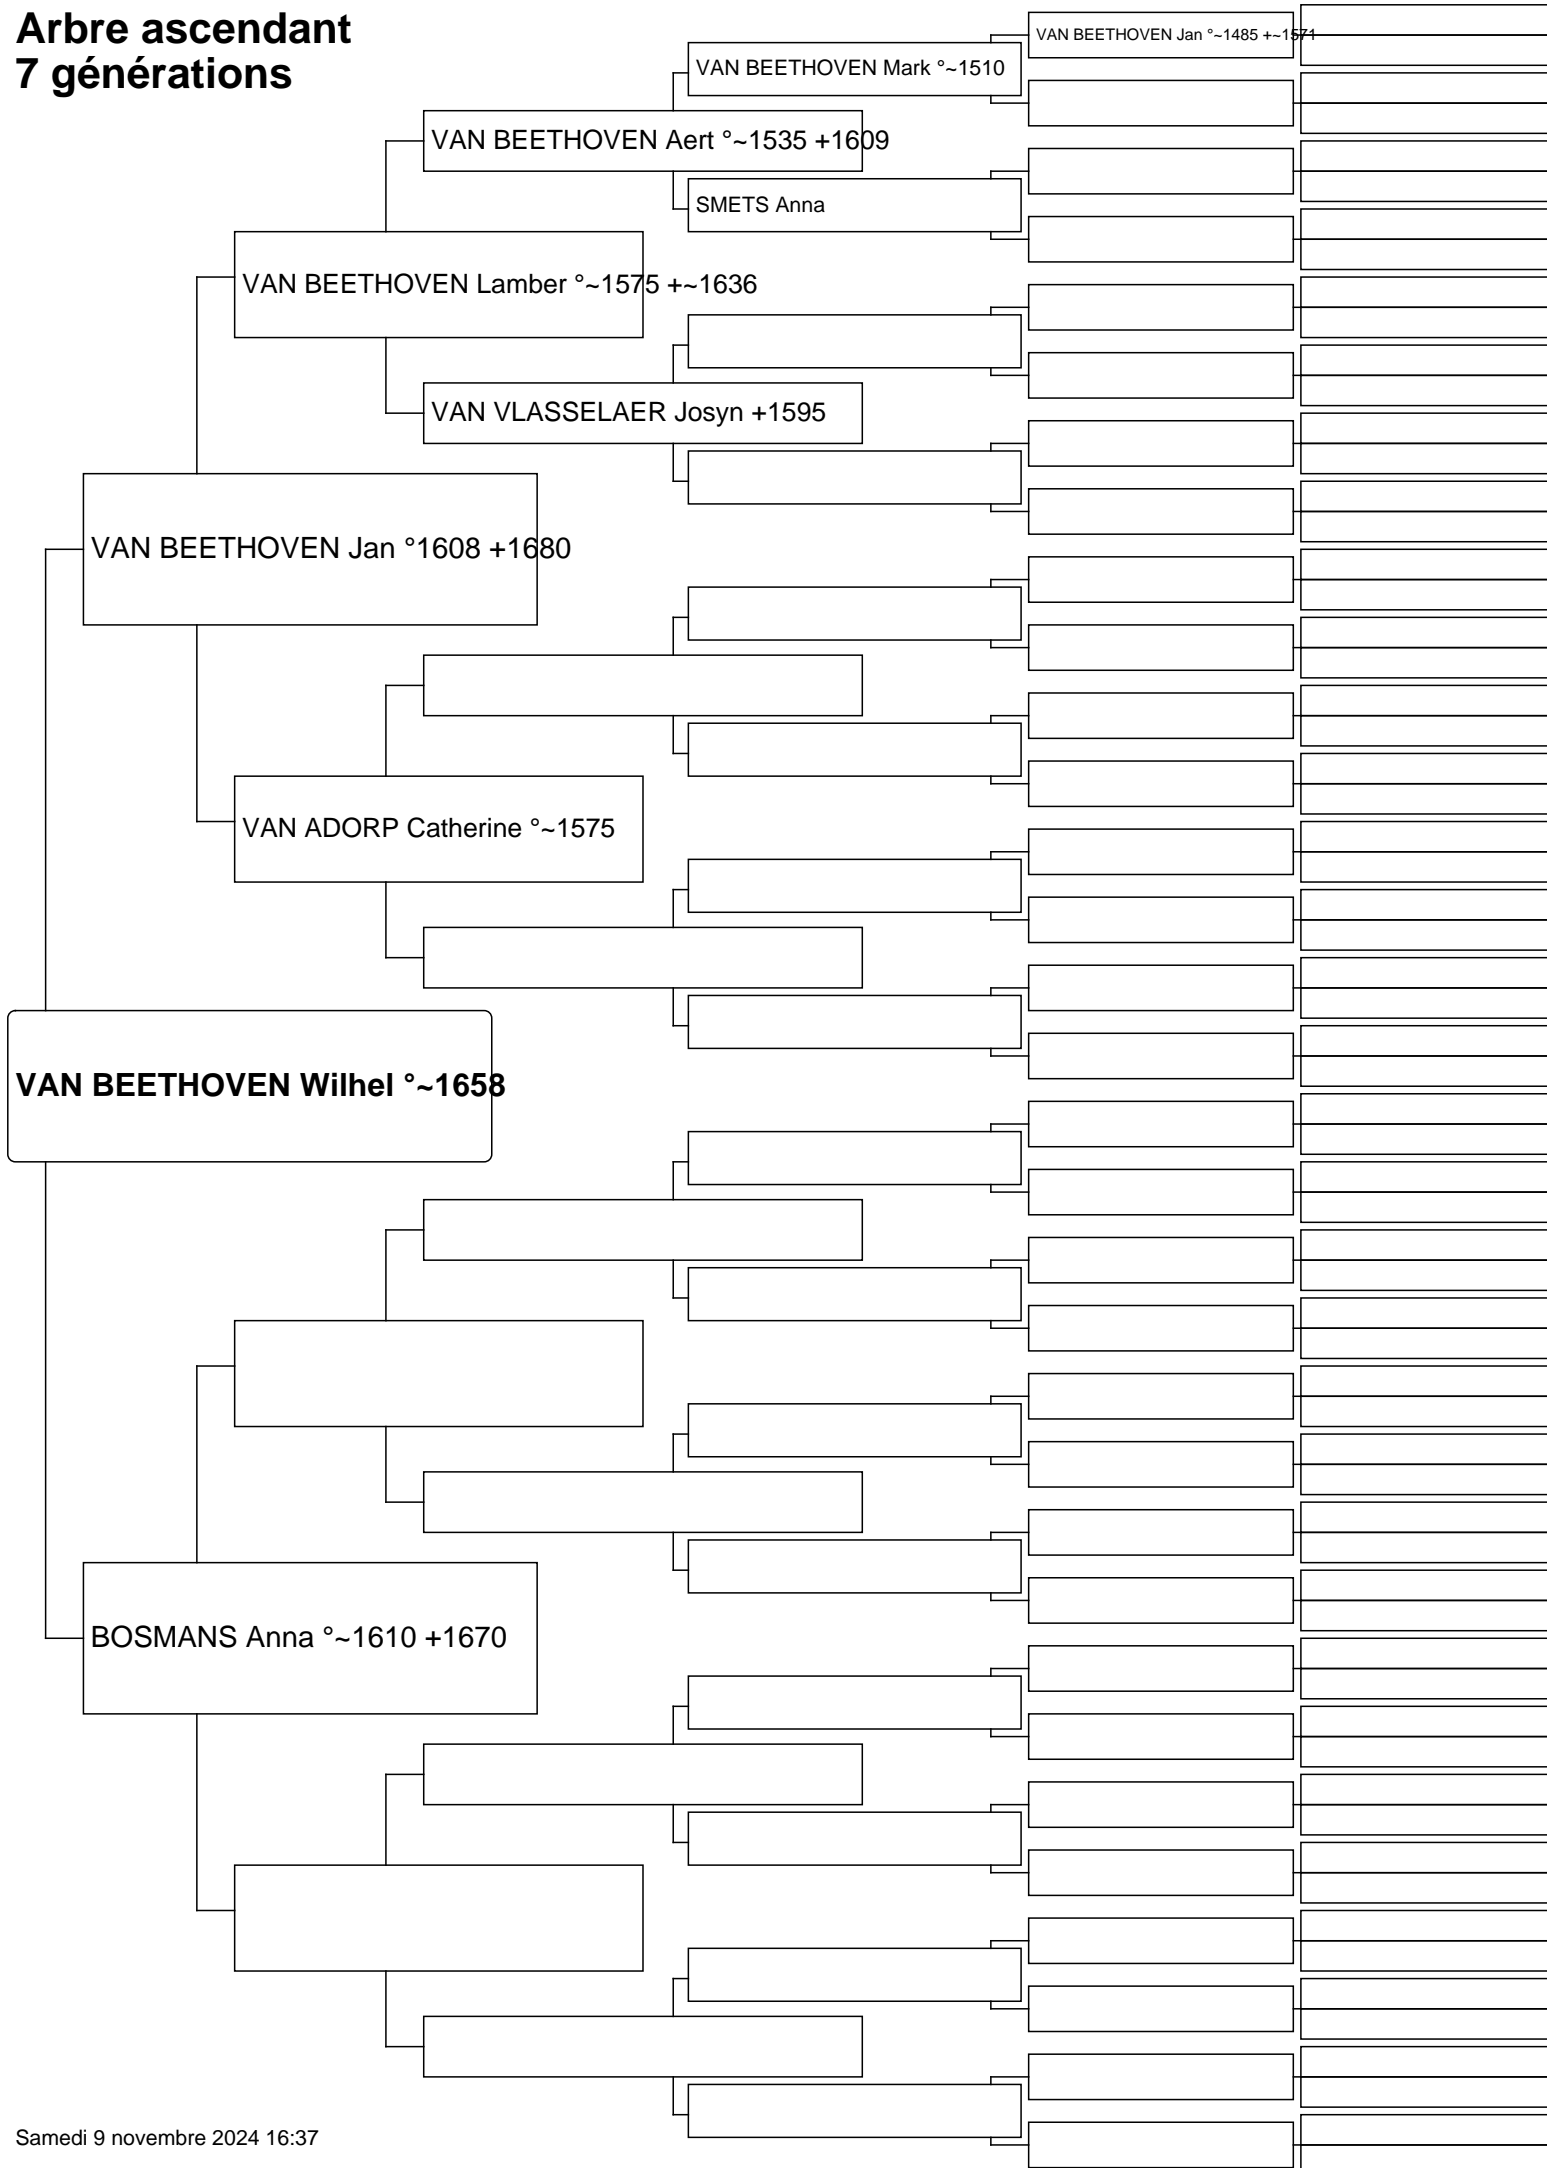 Arbre ascendant
7 générations
VAN BEETHOVEN Jan °~1485 +~1571
VAN BEETHOVEN Mark °~1510
VAN BEETHOVEN Aert °~1535 +1609
SMETS Anna
VAN BEETHOVEN Lamber °~1575 +~1636
VAN VLASSELAER Josyn +1595
VAN BEETHOVEN Jan °1608 +1680
VAN ADORP Catherine °~1575
VAN BEETHOVEN Wilhel °~1658
BOSMANS Anna °~1610 +1670
Samedi 9 novembre 2024 16:37